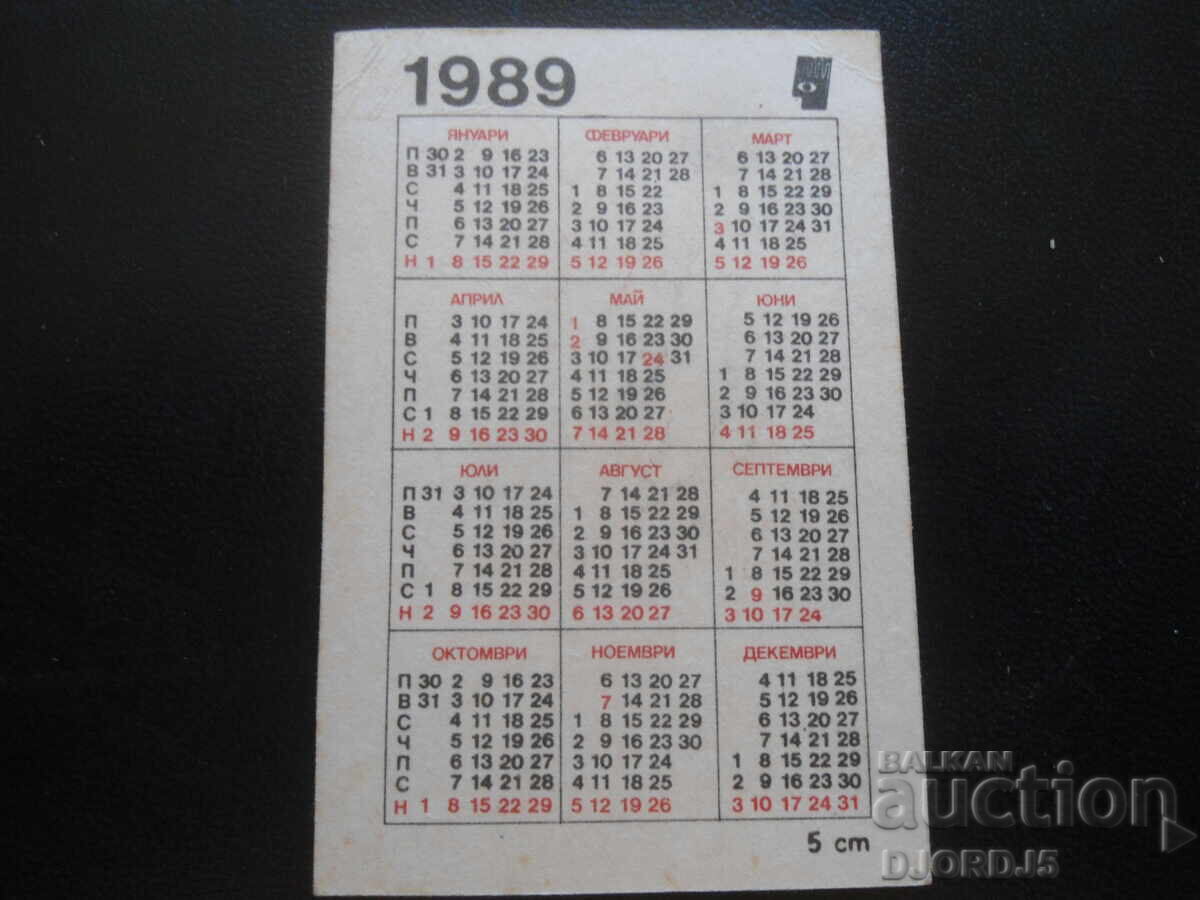 1989
ЯНУАРИ ФЕВРУАРИ МАРТ
П 30 2 9 16 23 6 13 20 27 6 13 20 27
В 31 3 10 17 24 7 14 21 28 7 14 21 28
С 4 11 18 25 1 8 15 22 1 8 15 22 29
Ч 5 12 19 26 2 9 16 23 2 9 16 23 30
П 6 13 20 27 3 10 17 24 3 10 17 24 31
С 7 14 21 28 4 11 18 25 4 11 18 25
Н 1 8 15 22 29 5 12 19 26 5 12 19 26
АПРИЛ МАЙ ЮНИ
П 3 10 17 24 1 8 15 22 29 5 12 19 26
В 4 11 18 25 2 9 16 23 30 6 13 20 27
С 5 12 19 26 3 10 17 24 31 7 14 21 28
Ч 6 13 20 27 4 11 18 25 1 8 15 22 29
П 7 14 21 28 5 12 19 26 2 9 16 23 30
С 1 8 15 22 29 6 13 20 27 3 10 17 24
Н 2 9 16 23 30 7 14 21 28 4 11 18 25
ЮЛИ АВГУСТ СЕПТЕМВРИ
П 31 3 10 17 24 7 14 21 28 4 11 18 25
В 4 11 18 25 1 8 15 22 29 5 12 19 26
С 5 12 19 26 2 9 16 23 30 6 13 20 27
Ч 6 13 20 27 3 10 17 24 31 7 14 21 28
П 7 14 21 28 4 11 18 25 1 8 15 22 29
С 1 8 15 22 29 5 12 19 26 2 9 16 23 30
Н 2 9 16 23 30 6 13 20 27 3 10 17 24
ОКТОМВРИ НОЕМВРИ ДЕКЕМВРИ
П 30 2 9 16 23 6 13 20 27 4 11 18 25
В 31 3 10 17 24 7 14 21 28 5 12 19 26
С 4 11 18 25 1 8 15 22 29 6 13 20 27
Ч 5 12 19 26 2 9 16 23 30 7 14 21 28
П 6 13 20 27 3 10 17 24 1 8 15 22 29
С 7 14 21 28 4 11 18 25 2 9 16 23 30
Н 1 8 15 22 29 5 12 19 26 3 10 17 24 31
5 cm
BALKAN
auction
DJORDJ5